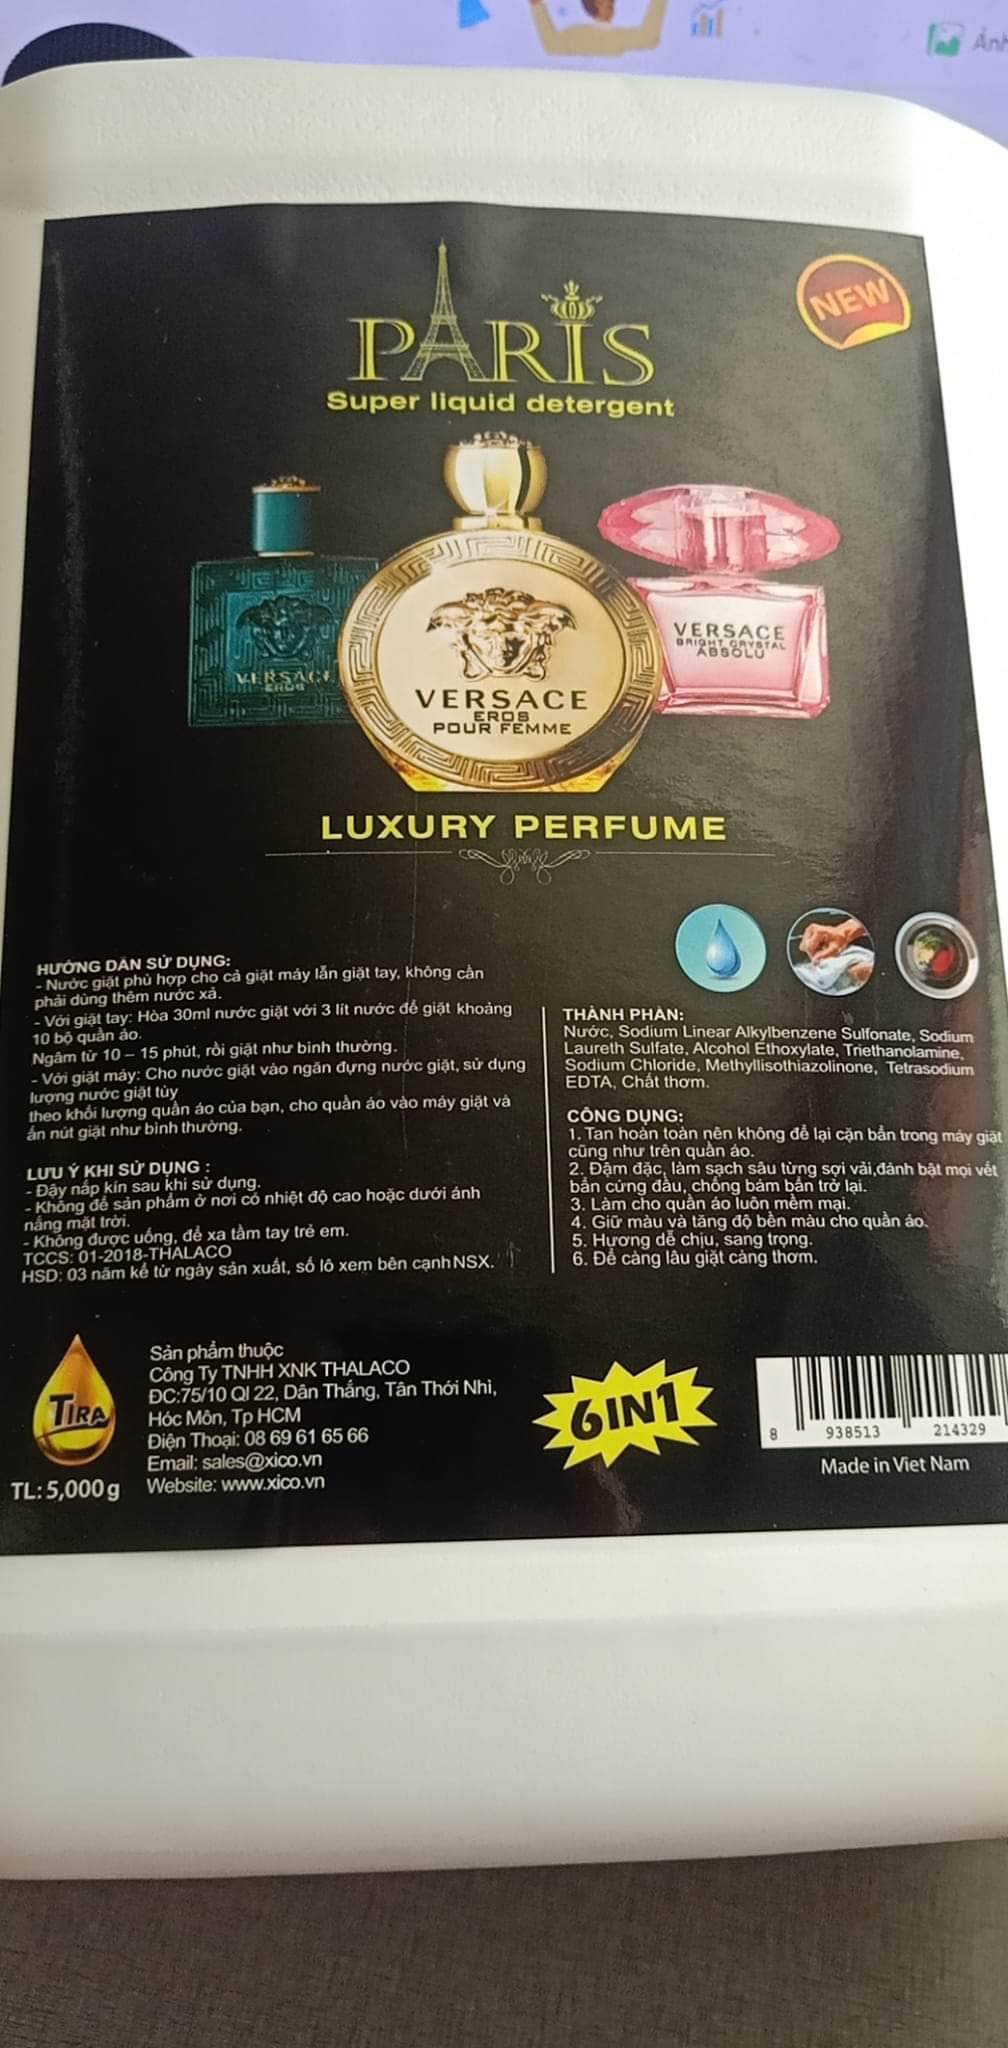 Ảnh
NEW
PARIS
Super liquid detergent
VERSACE
EROS
VERSACE
EROS
POUR FEMME
VERSACE
BRIGHT CRYSTAL
ABSOLU
LUXURY PERFUME
HƯỚNG DẪN SỬ DỤNG:
- Nước giặt phù hợp cho cả giặt máy lẫn giặt tay, không cần
phải dùng thêm nước xả.
- Với giặt tay: Hòa 30ml nước giặt với 3 lít nước để giặt khoảng
10 bộ quần áo.
Ngâm từ 10 – 15 phút, rồi giặt như bình thường.
- Với giặt máy: Cho nước giặt vào ngăn đựng nước giặt, sử dụng
lượng nước giặt tùy
theo khối lượng quần áo của bạn, cho quần áo vào máy giặt và
ấn nút giặt như bình thường.
LƯU Ý KHI SỬ DỤNG :
- Đậy nắp kín sau khi sử dụng.
- Không để sản phẩm ở nơi có nhiệt độ cao hoặc dưới ánh
nắng mặt trời.
- Không được uống, để xa tầm tay trẻ em.
TCCS: 01-2018-THALACO
HSD: 03 năm kể từ ngày sản xuất, số lô xem bên cạnh NSX.
THÀNH PHẦN:
Nước, Sodium Linear Alkylbenzene Sulfonate, Sodium
Laureth Sulfate, Alcohol Ethoxylate, Triethanolamine,
Sodium Chloride, Methyllisothiazolinone, Tetrasodium
EDTA, Chất thơm.
CÔNG DỤNG:
1. Tan hoàn toàn nên không để lại cặn bẩn trong máy giặt
cũng như trên quần áo.
2. Đậm đặc, làm sạch sâu từng sợi vải,đánh bật mọi vết
bẩn cứng đầu, chống bám bẩn trở lại.
3. Làm cho quần áo luôn mềm mại.
4. Giữ màu và tăng độ bền màu cho quần áo.
5. Hương dễ chịu, sang trọng.
6. Để càng lâu giặt càng thơm.
TIRA
TL: 5,000 g
Sản phẩm thuộc
Công Ty TNHH XNK THALACO
ĐC:75/10 Ql 22, Dân Thắng, Tân Thới Nhì,
Hóc Môn, Tp HCM
Điện Thoại: 08 69 61 65 66
Email: sales@xico.vn
Website: www.xico.vn
6IN1
8 938513 214329
Made in Viet Nam